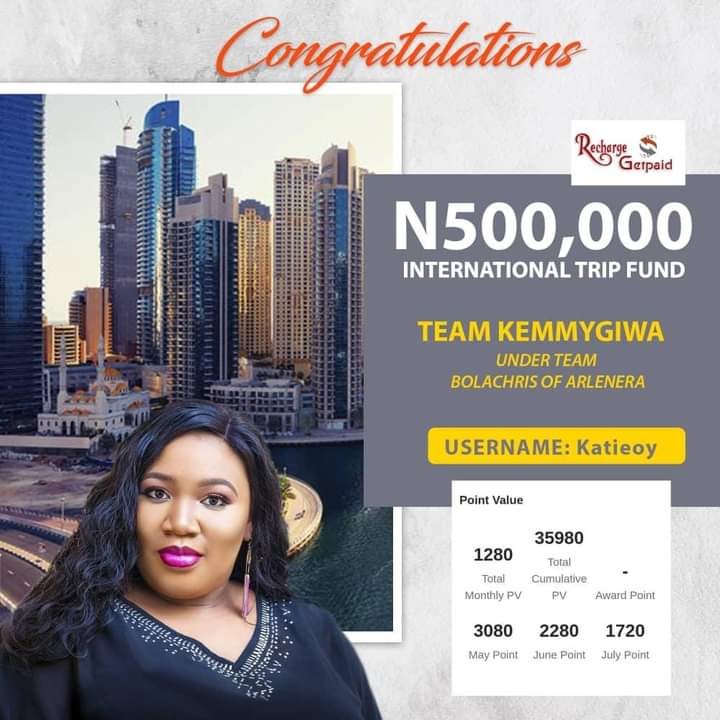 Congratulations
Recharge
Getpaid
N500,000
INTERNATIONAL TRIP FUND
TEAM KEMMYGIWA
UNDER TEAM
BOLACHRIS OF ARLENERA
USERNAME: Katieoy
Point Value
1280
Total
Monthly PV
35980
Total
Cumulative
PV
-
Award Point
3080
May Point
2280
June Point
1720
July Point